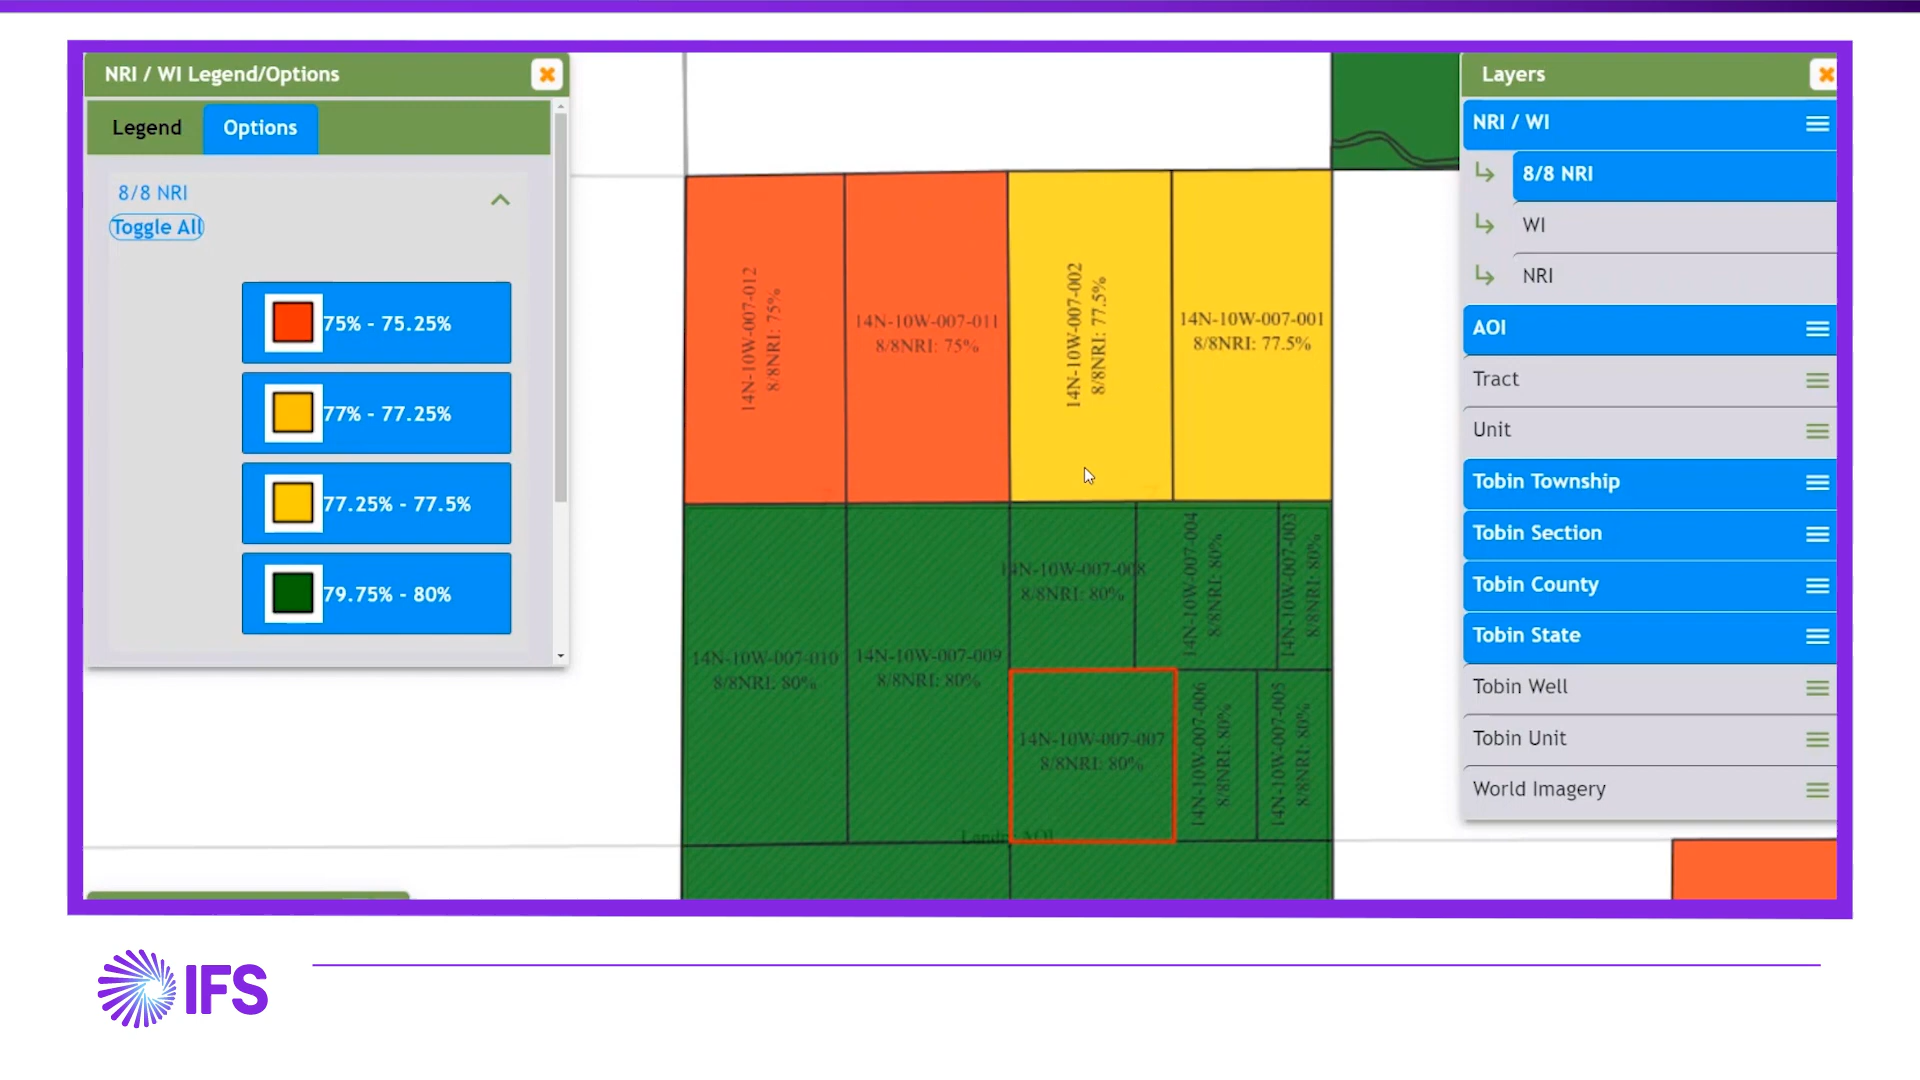 NRI / WI Legend/Options
Legend
Options
8/8 NRI
Toggle All
75% - 75.25%
77% - 77.25%
77.25% - 77.5%
79.75% - 80%
14N-10W-007-012
8/8NRI: 75%
14N-10W-007-011
8/8NRI: 75%
14N-10W-007-002
8/8NRI: 77.5%
14N-10W-007-001
8/8NRI: 77.5%
14N-10W-007-008
8/8NRI: 80%
14N-10W-007-004
8/8NRI: 80%
14N-10W-007-003
8/8NRI: 80%
14N-10W-007-010
8/8NRI: 80%
14N-10W-007-009
8/8NRI: 80%
14N-10W-007-007
8/8NRI: 80%
14N-10W-007-006
8/8NRI: 80%
14N-10W-007-005
8/8NRI: 80%
AOI
Layers
NRI / WI
8/8 NRI
WI
NRI
AOI
Tract
Unit
Tobin Township
Tobin Section
Tobin County
Tobin State
Tobin Well
Tobin Unit
World Imagery
IFS